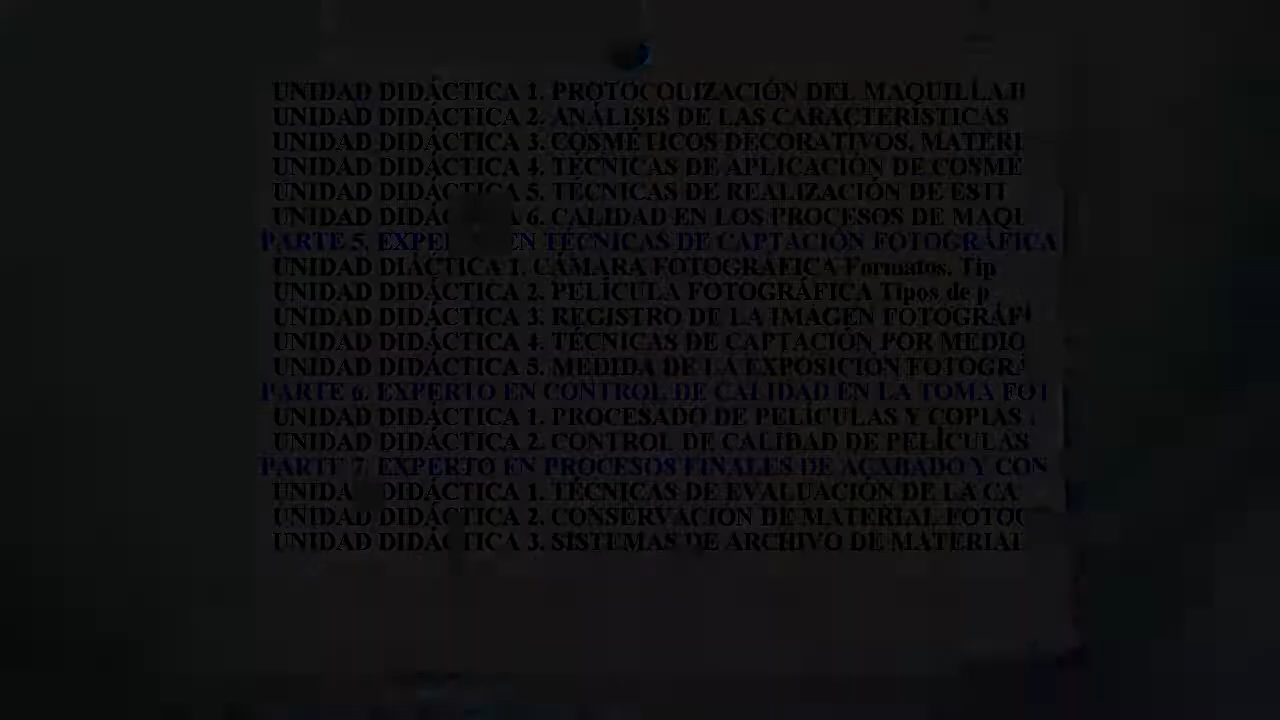 UNIDAD DIDÁCTICA 1. PROTOCOLIZACIÓN DEL MAQUILLAJE
UNIDAD DIDÁCTICA 2. ANÁLISIS DE LAS CARACTERÍSTICAS
UNIDAD DIDÁCTICA 3. COSMÉTICOS DECORATIVOS, MATERI
UNIDAD DIDÁCTICA 4. TÉCNICAS DE APLICACIÓN DE COSMÉ
UNIDAD DIDÁCTICA 5. TÉCNICAS DE REALIZACIÓN DE ESTI
UNIDAD DIDÁCTICA 6. CALIDAD EN LOS PROCESOS DE MAQU
PARTE 5. EXPERTO EN TÉCNICAS DE CAPTACIÓN FOTOGRÁFICA
UNIDAD DIÁCTICA 1. CÁMARA FOTOGRÁFICA Formatos. Tip
UNIDAD DIDÁCTICA 2. PELÍCULA FOTOGRÁFICA Tipos de p
UNIDAD DIDÁCTICA 3. REGISTRO DE LA IMAGEN FOTOGRÁF
UNIDAD DIDÁCTICA 4. TÉCNICAS DE CAPTACIÓN POR MEDIO
UNIDAD DIDÁCTICA 5. MEDIDA DE LA EXPOSICIÓN FOTOGRÁ
PARTE 6. EXPERTO EN CONTROL DE CALIDAD EN LA TOMA FOT
UNIDAD DIDÁCTICA 1. PROCESADO DE PELÍCULAS Y COPIAS
UNIDAD DIDÁCTICA 2. CONTROL DE CALIDAD DE PELÍCULAS
PARTE 7. EXPERTO EN PROCESOS FINALES DE ACABADO Y CON
UNIDAD DIDÁCTICA 1. TÉCNICAS DE EVALUACIÓN DE LA CA
UNIDAD DIDÁCTICA 2. CONSERVACIÓN DE MATERIAL FOTO
UNIDAD DIDÁCTICA 3. SISTEMAS DE ARCHIVO DE MATERIAL